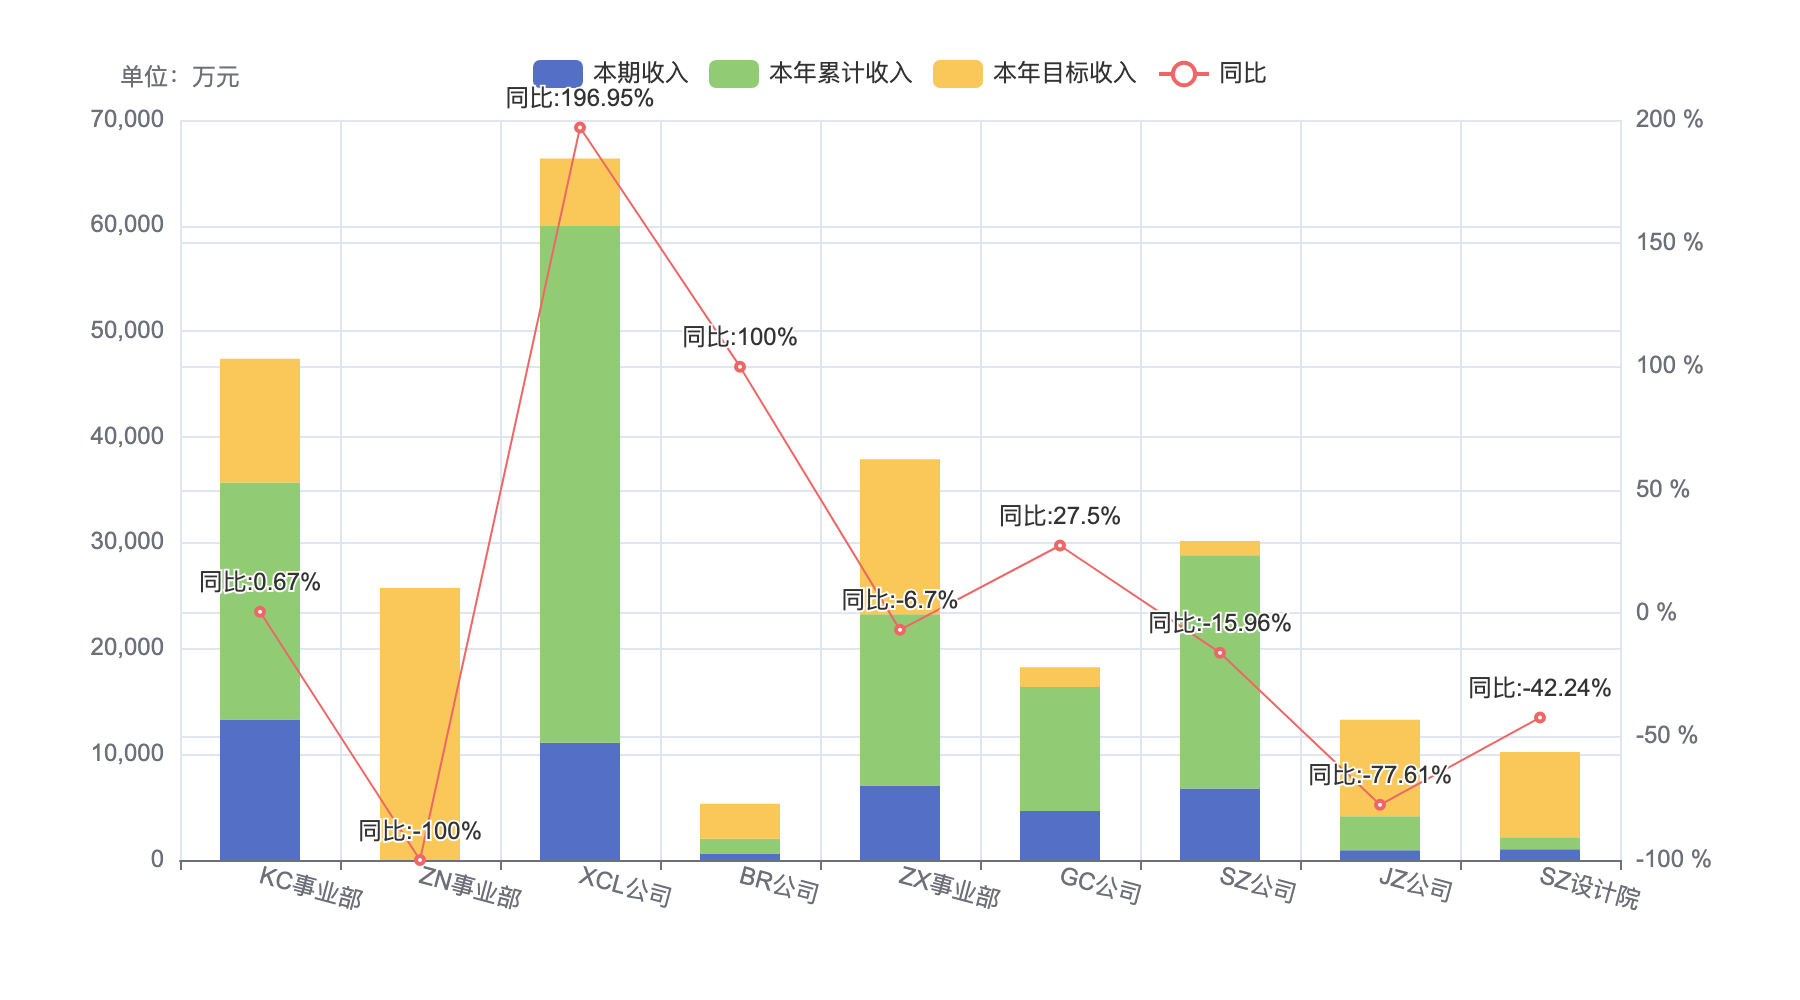 单位：万元
本期收入 本年累计收入 本年目标收入 同比
70,000
60,000
50,000
40,000
30,000
20,000
10,000
0
200 %
150 %
100 %
50 %
0 %
-50 %
-100 %
同比:0.67%
同比:-100%
同比:196.95%
同比:100%
同比:-6.7%
同比:27.5%
同比:-15.96%
同比:-77.61%
同比:-42.24%
KC事业部
ZN事业部
XCL公司
BR公司
ZX事业部
GC公司
SZ公司
JZ公司
SZ设计院